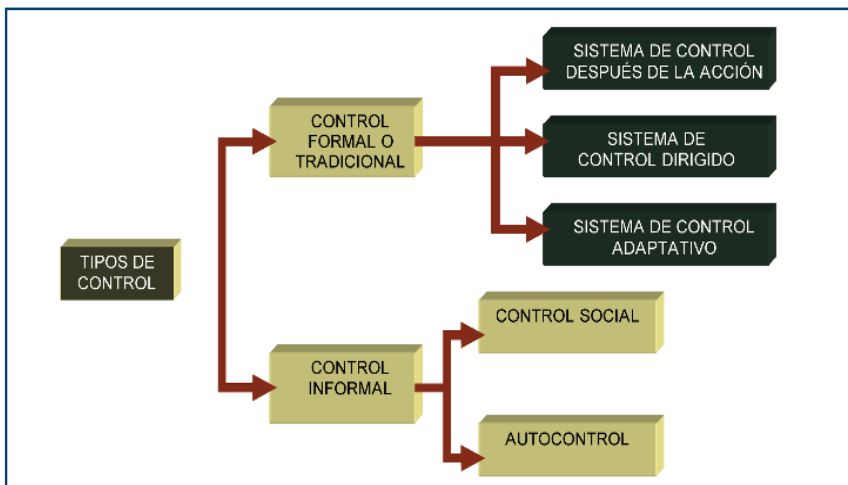 SISTEMA DE CONTROL
DESPUÉS DE LA ACCIÓN
CONTROL
FORMAL O
TRADICIONAL
SISTEMA DE
CONTROL DIRIGIDO
SISTEMA DE CONTROL
ADAPTATIVO
TIPOS DE
CONTROL
CONTROL SOCIAL
CONTROL
INFORMAL
AUTOCONTROL